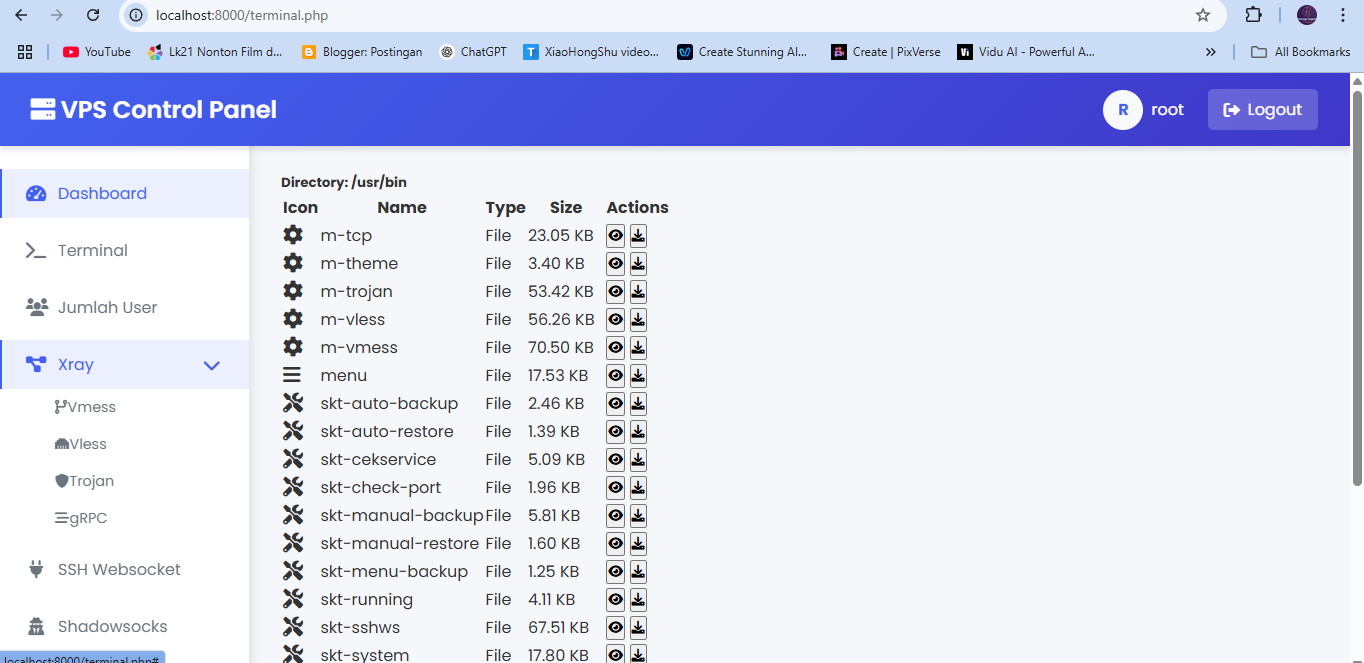 localhost:8000/terminal.php
YouTube Lk21 Nonton Film d... Blogger: Postingan ChatGPT XiaoHongShu video... Create Stunning AI... Create | PixVerse Vidu AI - Powerful A... » All Bookmarks
VPS Control Panel R root Logout
Dashboard
Terminal
Jumlah User
Xray
Vmess
Vless
Trojan
gRPC
SSH Websocket
Shadowsocks
Directory: /usr/bin
Icon Name Type Size Actions
m-tcp File 23.05 KB
m-theme File 3.40 KB
m-trojan File 53.42 KB
m-vless File 56.26 KB
m-vmess File 70.50 KB
menu File 17.53 KB
skt-auto-backup File 2.46 KB
skt-auto-restore File 1.39 KB
skt-cekservice File 5.09 KB
skt-check-port File 1.96 KB
skt-manual-backup File 5.81 KB
skt-manual-restore File 1.60 KB
skt-menu-backup File 1.25 KB
skt-running File 4.11 KB
skt-sshws File 67.51 KB
skt-system File 17.80 KB
localhost:8000/terminal.php#